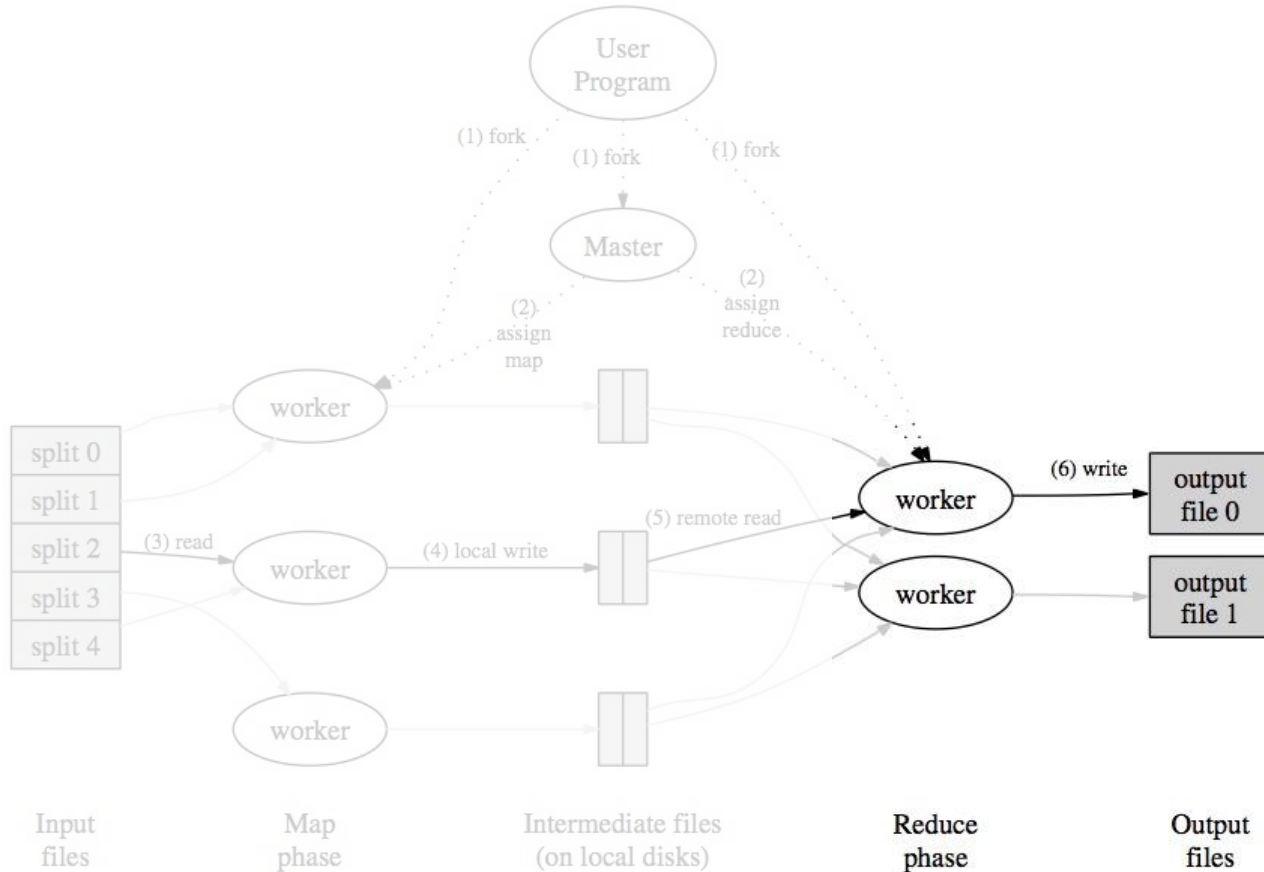 User
Program
(1) fork
(1) fork
(1) fork
Master
(2)
assign
map
(2)
assign
reduce
worker
split 0
split 1
split 2
split 3
split 4
(3) read
worker
(4) local write
worker
(5) remote read
worker
(6) write
output
file 0
worker
output
file 1
Input
files
Map
phase
Intermediate files
(on local disks)
Reduce
phase
Output
files